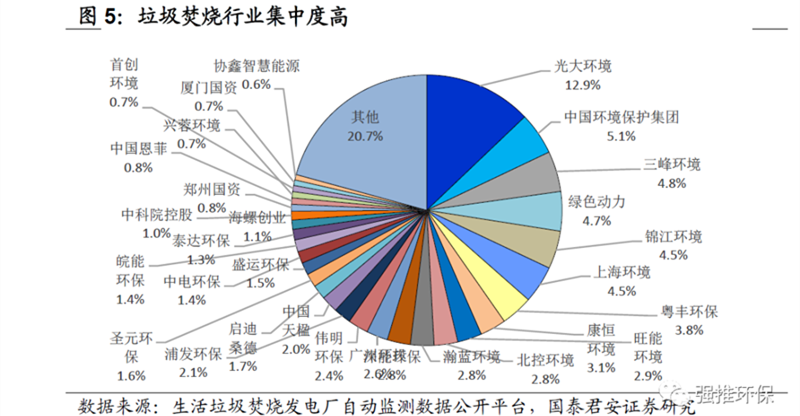 图 5：垃圾焚烧行业集中度高
光大环境
12.9%
中国环境保护集团
5.1%
三峰环境
4.8%
绿色动力
4.7%
锦江环境
4.5%
上海环境
4.5%
粤丰环保
3.8%
康恒
环境
3.1%
旺能
环境
2.9%
北控环境
2.8%
瀚蓝环境
2.8%
2.8%
广州环投
2.6%
伟明
环保
2.4%
浦发环保
2.1%
中国
天楹
2.0%
启迪
桑德
1.7%
圣元环
保
1.6%
盛运环保
1.5%
中电环保
1.4%
皖能
环保
1.4%
泰达环保
1.3%
海螺创业
1.1%
中科院控股
1.0%
郑州国资
0.8%
中国恩菲
0.8%
兴蓉环境
0.7%
厦门国资
0.7%
首创
环境
0.7%
协鑫智慧能源
0.6%
其他
20.7%
数据来源：生活垃圾焚烧发电厂自动监测数据公开平台，国泰君安证券研究
强推环保